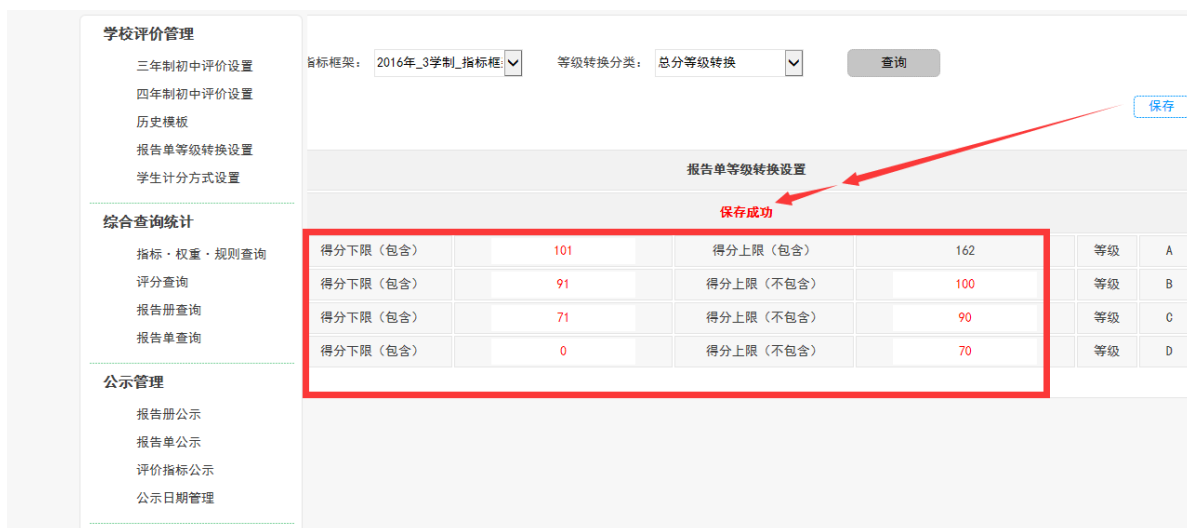 学校评价管理
三年制初中评价设置
四年制初中评价设置
历史模板
报告单等级转换设置
学生计分方式设置
综合查询统计
指标·权重·规则查询
评分查询
报告册查询
报告单查询
公示管理
报告册公示
报告单公示
评价指标公示
公示日期管理
指标框架： 2016年_3学制_指标框 等级转换分类： 总分等级转换 查询
保存
报告单等级转换设置
保存成功
得分下限（包含） 101 得分上限（包含） 162 等级 A
得分下限（包含） 91 得分上限（不包含） 100 等级 B
得分下限（包含） 71 得分上限（不包含） 90 等级 C
得分下限（包含） 0 得分上限（不包含） 70 等级 D